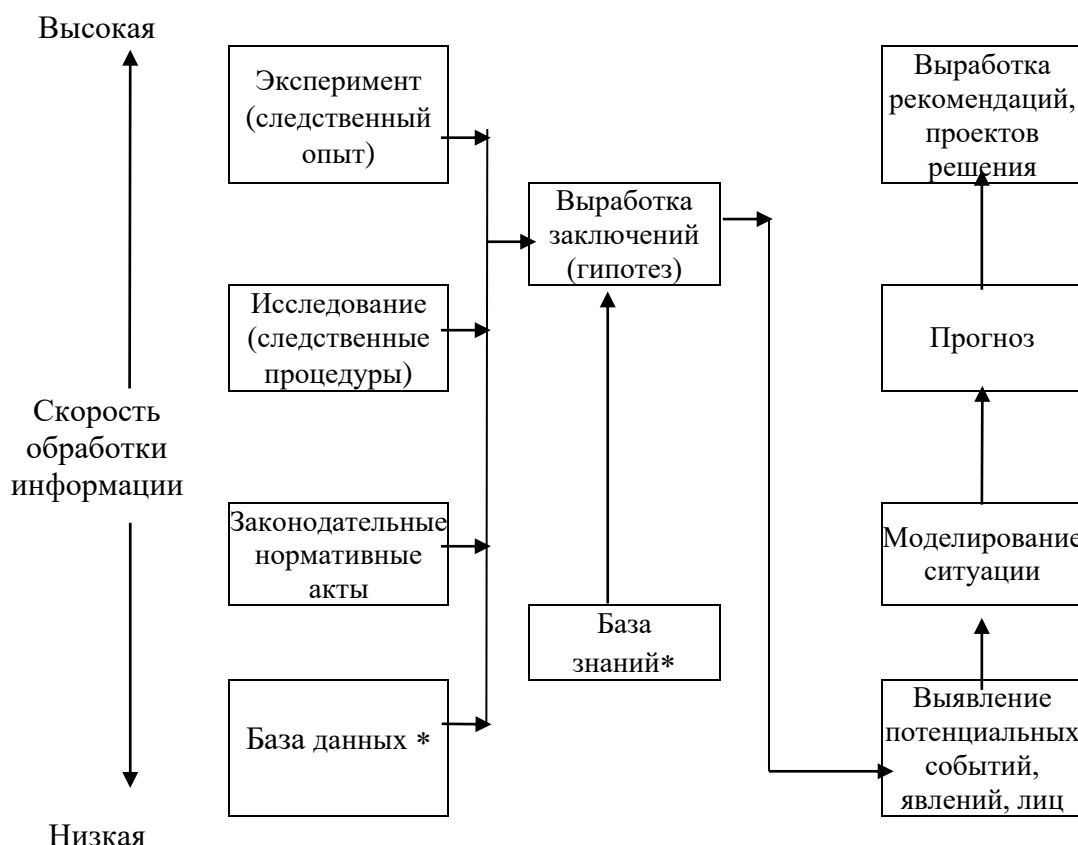 Высокая
Скорость
обработки
информации
Низкая
Эксперимент
(следственный
опыт)
Исследование
(следственные
процедуры)
Законодательные
нормативные
акты
База данных *
Выработка
заключений
(гипотез)
База
знаний*
Выработка
рекомендаций,
проектов
решения
Прогноз
Моделирование
ситуации
Выявление
потенциальных
событий,
явлений, лиц